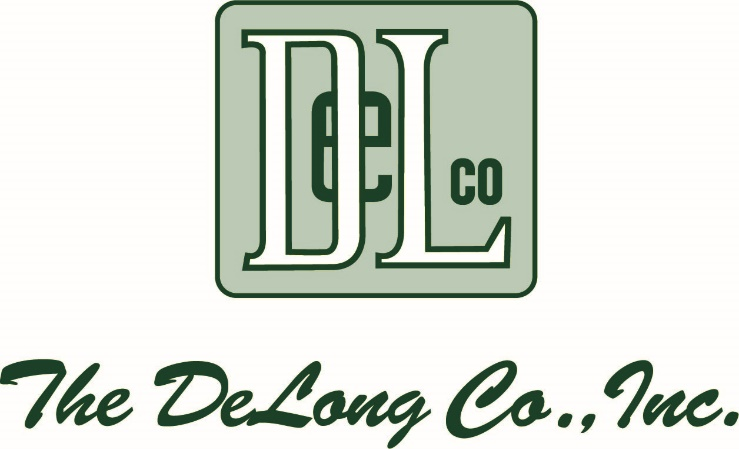 DeL co
The DeLong Co., Inc.